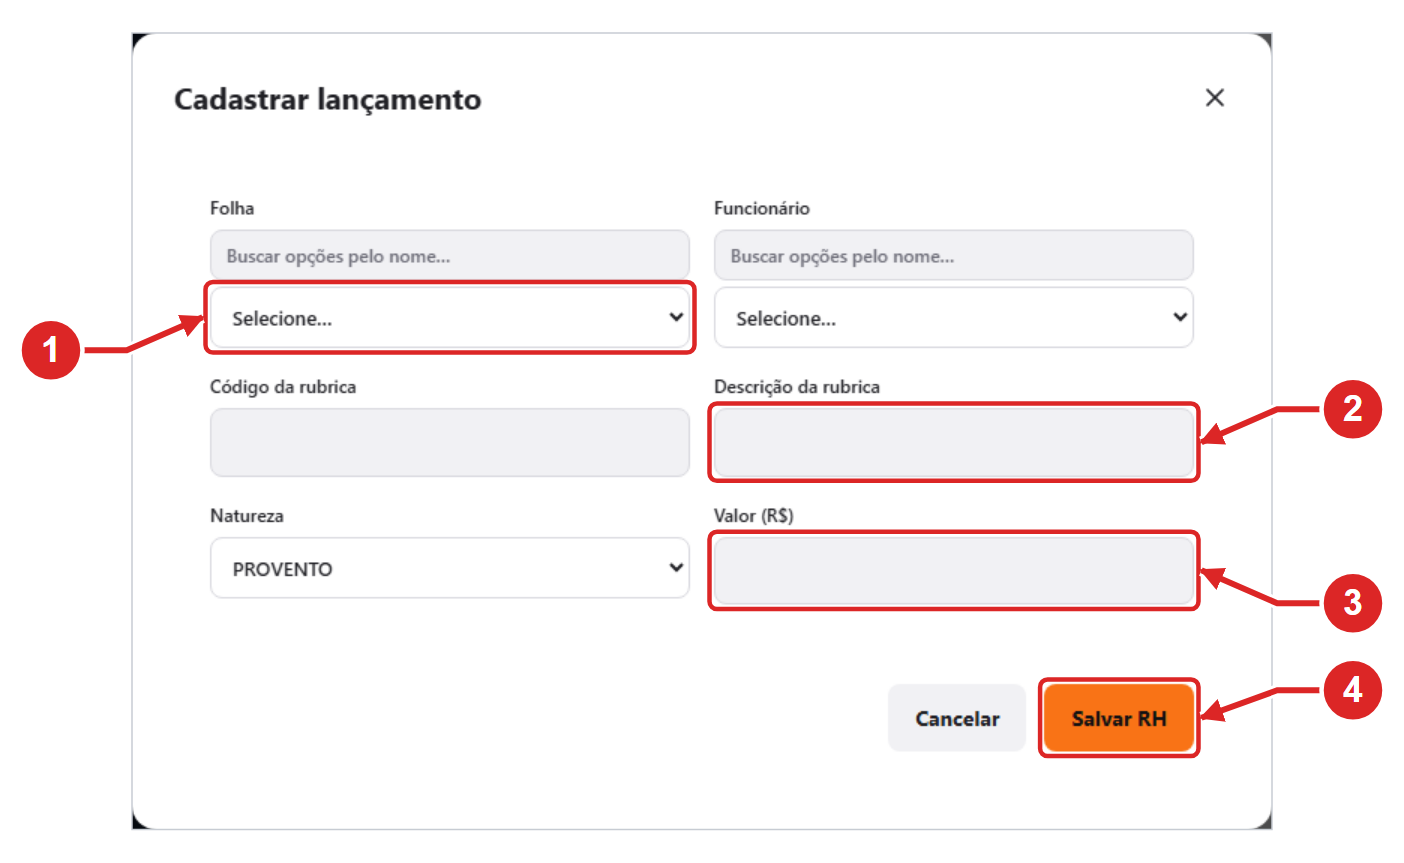 Cadastrar lançamento
Folha
Funcionário
Buscar opções pelo nome...
Buscar opções pelo nome...
1
Selecione...
Selecione...
Código da rubrica
Descrição da rubrica
2
Natureza
Valor (R$)
PROVENTO
3
Cancelar
Salvar RH
4